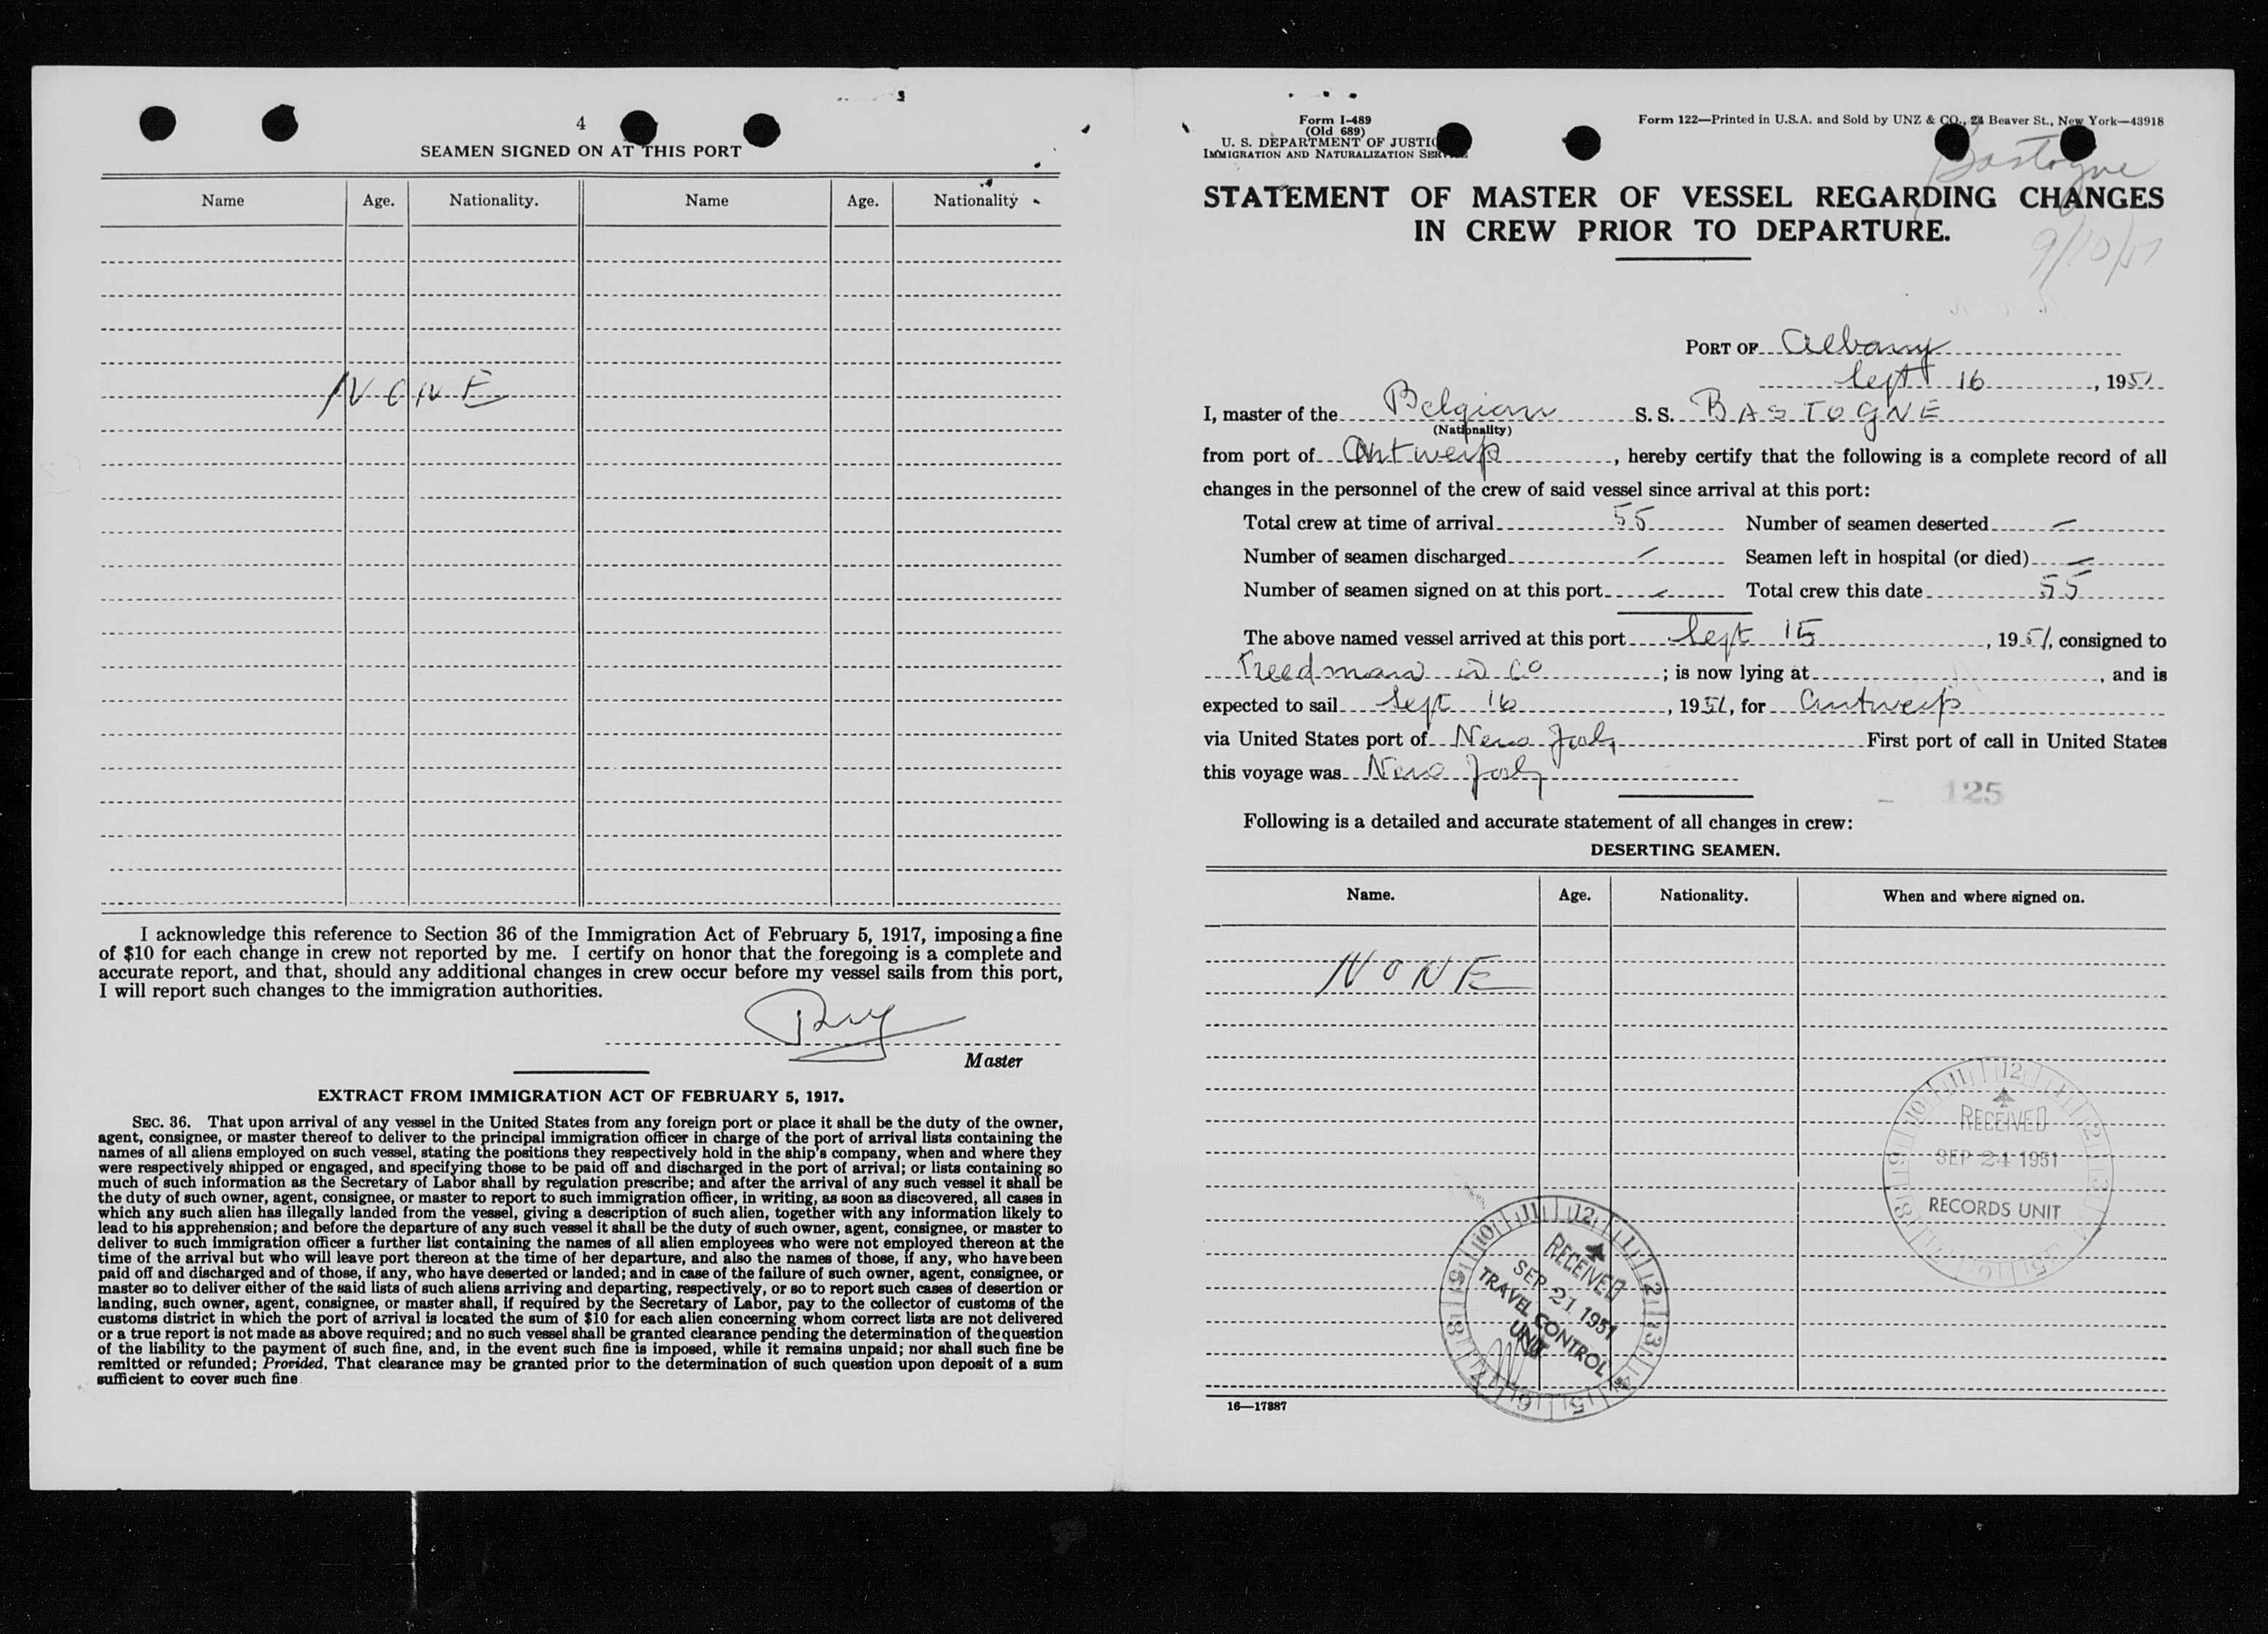 4
SEAMEN SIGNED ON AT THIS PORT
Name Age. Nationality. Name Age. Nationality
NONE
I acknowledge this reference to Section 36 of the Immigration Act of February 5, 1917, imposing a fine
of $10 for each change in crew not reported by me. I certify on honor that the foregoing is a complete and
accurate report, and that, should any additional changes in crew occur before my vessel sails from this port,
I will report such changes to the immigration authorities.
Master
EXTRACT FROM IMMIGRATION ACT OF FEBRUARY 5, 1917.
SEC. 36. That upon arrival of any vessel in the United States from any foreign port or place it shall be the duty of the owner,
agent, consignee, or master thereof to deliver to the principal immigration officer in charge of the port of arrival lists containing the
names of all aliens employed on such vessel, stating the positions they respectively hold in the ship's company, when and where they
were respectively shipped or engaged, and specifying those to be paid off and discharged in the port of arrival; or lists containing so
much of such information as the Secretary of Labor shall by regulation prescribe; and after the arrival of any such vessel it shall be
the duty of such owner, agent, consignee, or master to report to such immigration officer, in writing, as soon as discovered, all cases in
which any such alien has illegally landed from the vessel, giving a description of such alien, together with any information likely to
lead to his apprehension; and before the departure of any such vessel it shall be the duty of such owner, agent, consignee, or master to
deliver to such immigration officer a further list containing the names of all alien employees who were not employed thereon at the
time of the arrival but who will leave port thereon at the time of her departure, and also the names of those, if any, who have been
paid off and discharged and of those, if any, who have deserted or landed; and in case of the failure of such owner, agent, consignee, or
master so to deliver either of the said lists of such aliens arriving and departing, respectively, or so to report such cases of desertion or
landing, such owner, agent, consignee, or master shall, if required by the Secretary of Labor, pay to the collector of customs of the
customs district in which the port of arrival is located the sum of $10 for each alien concerning whom correct lists are not delivered
or a true report is not made as above required; and no such vessel shall be granted clearance pending the determination of the question
of the liability to the payment of such fine, and, in the event such fine is imposed, while it remains unpaid; nor shall such fine be
remitted or refunded; Provided, That clearance may be granted prior to the determination of such question upon deposit of a sum
sufficient to cover such fine
Form I-489
(Old 689)
U. S. DEPARTMENT OF JUSTIC
IMMIGRATION AND NATURALIZATION SERVICE
Form 122—Printed in U.S.A. and Sold by UNZ & CO., 24 Beaver St., New York—43918
Bastogne
STATEMENT OF MASTER OF VESSEL REGARDING CHANGES
IN CREW PRIOR TO DEPARTURE.
9/10/51
PORT OF Albany
Sept 16, 1951
I, master of the Belgian S. S. BASTOGNE
(Nationality)
from port of Antwerp, hereby certify that the following is a complete record of all
changes in the personnel of the crew of said vessel since arrival at this port:
Total crew at time of arrival 55 Number of seamen deserted —
Number of seamen discharged — Seamen left in hospital (or died) —
Number of seamen signed on at this port — Total crew this date 55
The above named vessel arrived at this port Sept 15, 1951, consigned to
& Co; is now lying at , and is
expected to sail Sept 16, 1951, for Antwerp
via United States port of New York First port of call in United States
this voyage was New York
125
Following is a detailed and accurate statement of all changes in crew:
DESERTING SEAMEN.
Name. Age. Nationality. When and where signed on.
NONE
RECEIVED
SEP 24 1951
RECORDS UNIT
RECEIVED
SEP 21 1951
TRAVEL CONTROL
UNIT
16—17887